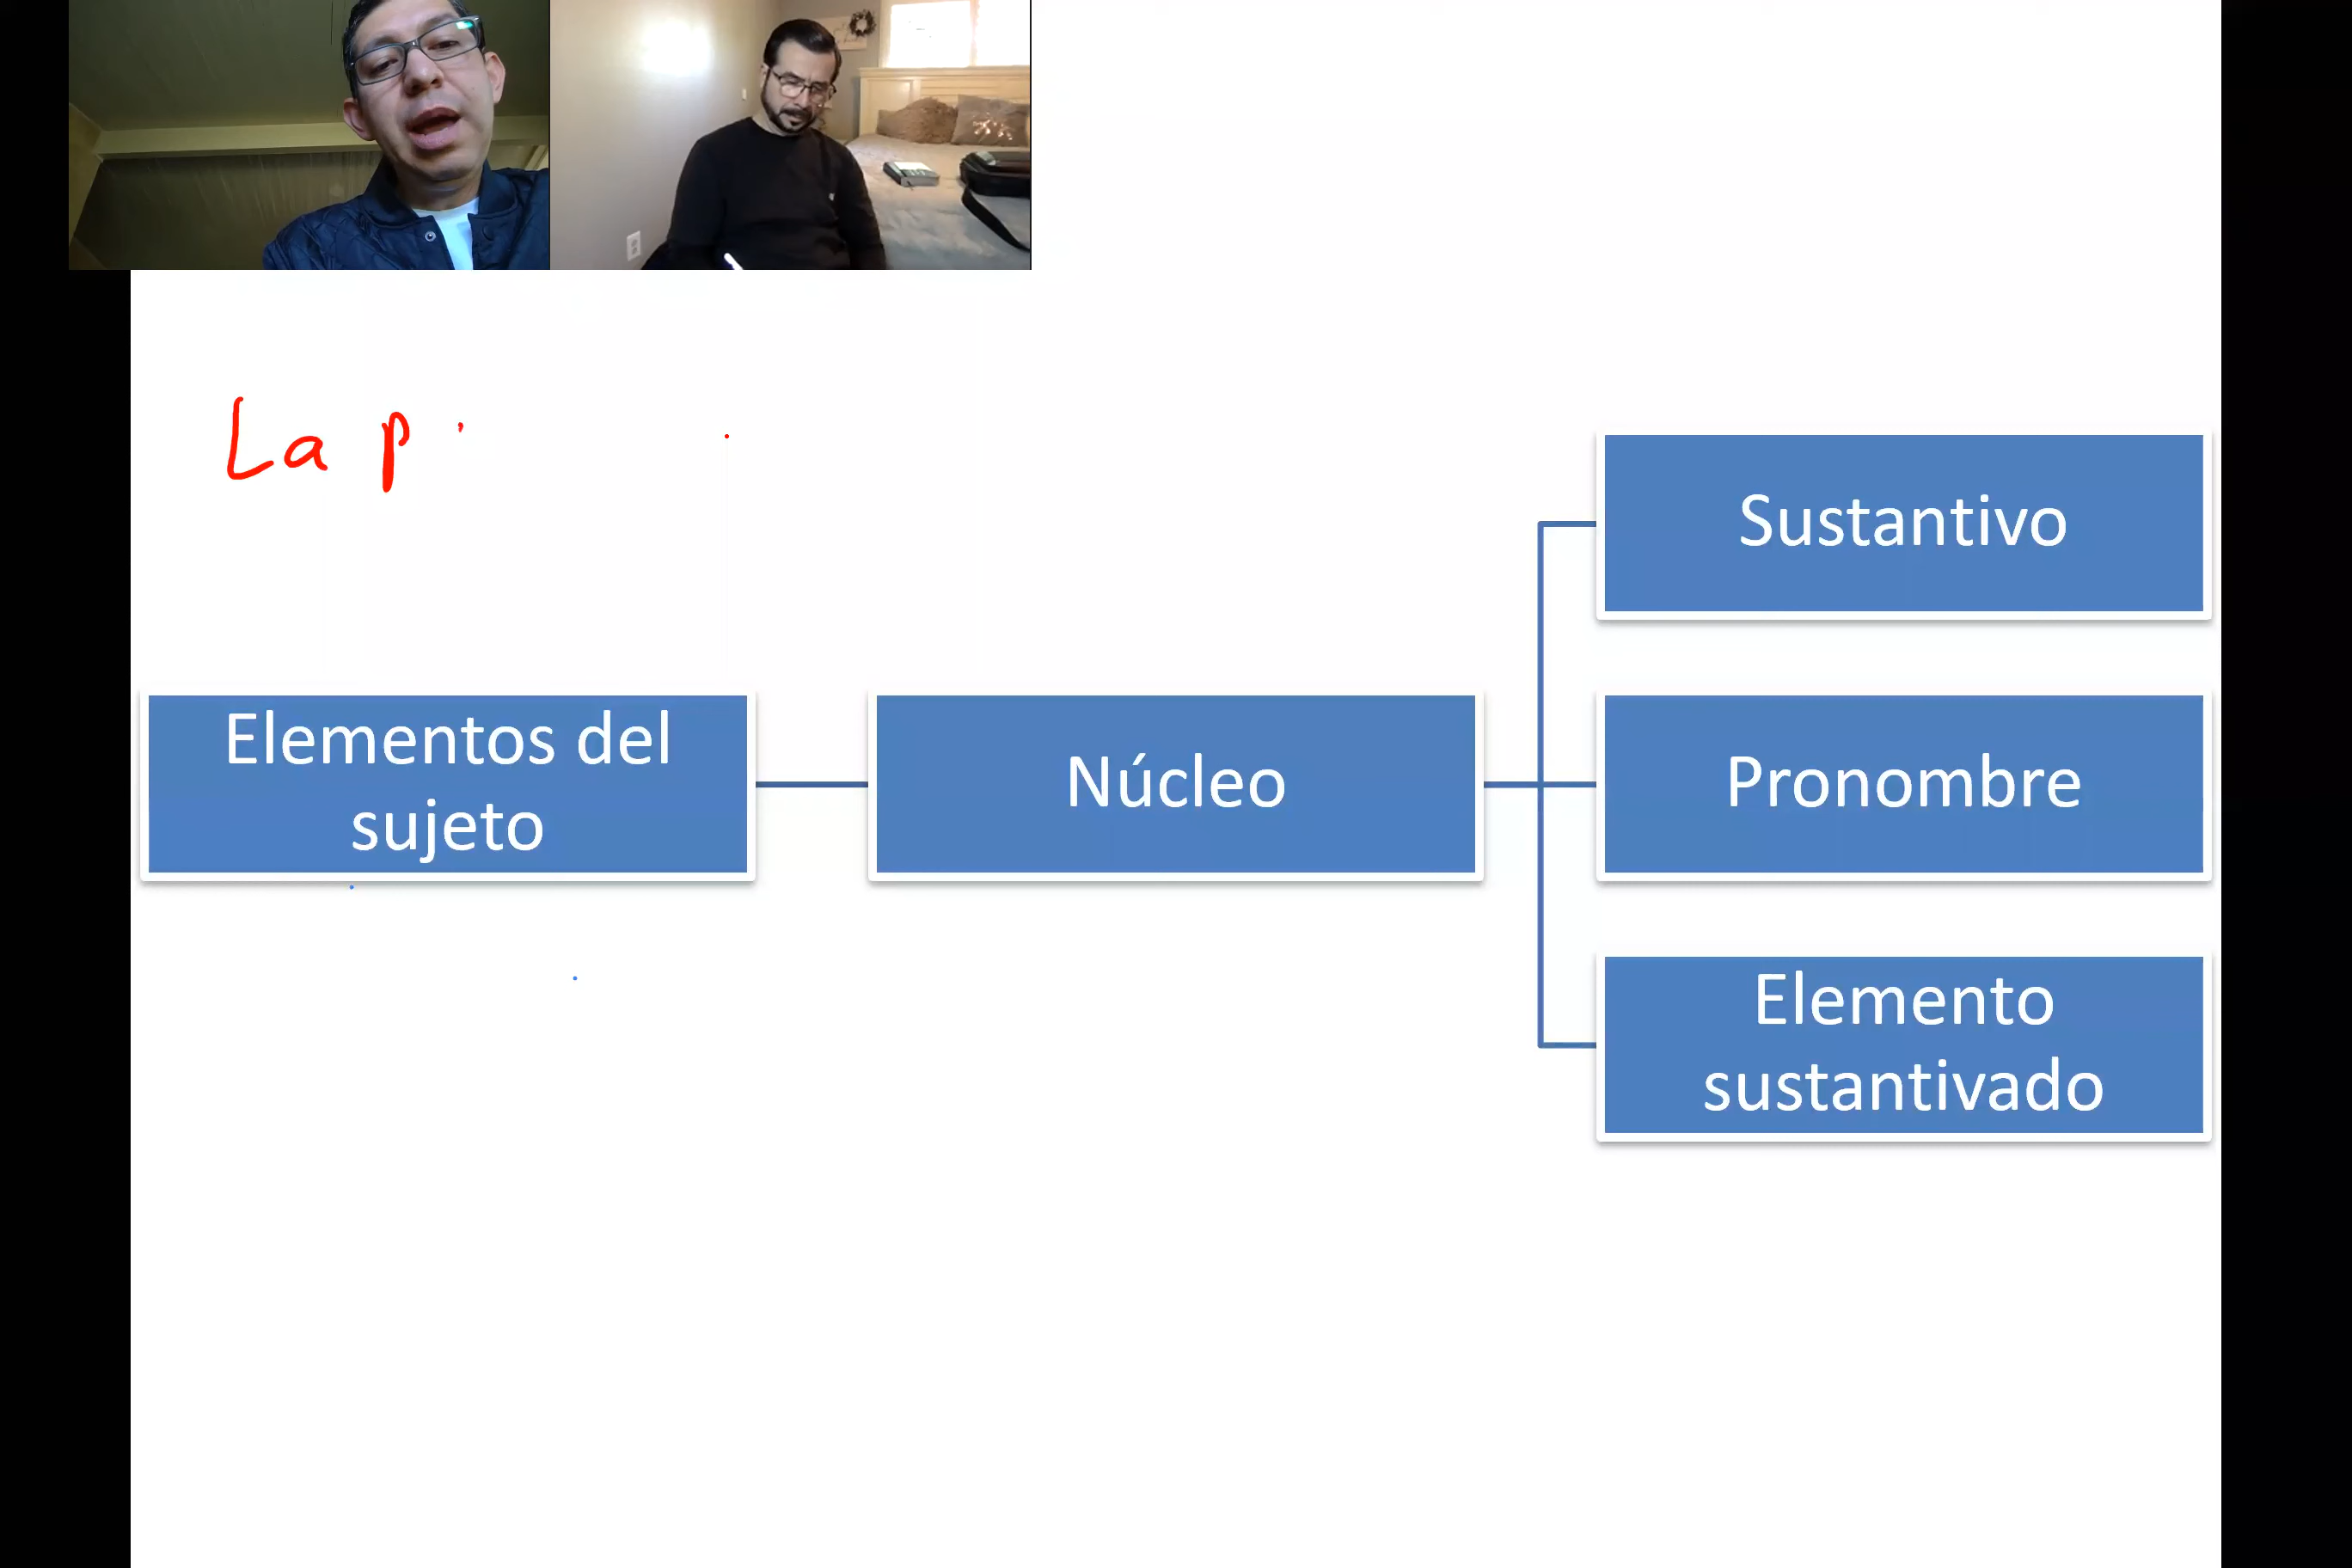 La p
Sustantivo
Elementos del
sujeto
Núcleo
Pronombre
Elemento
sustantivado